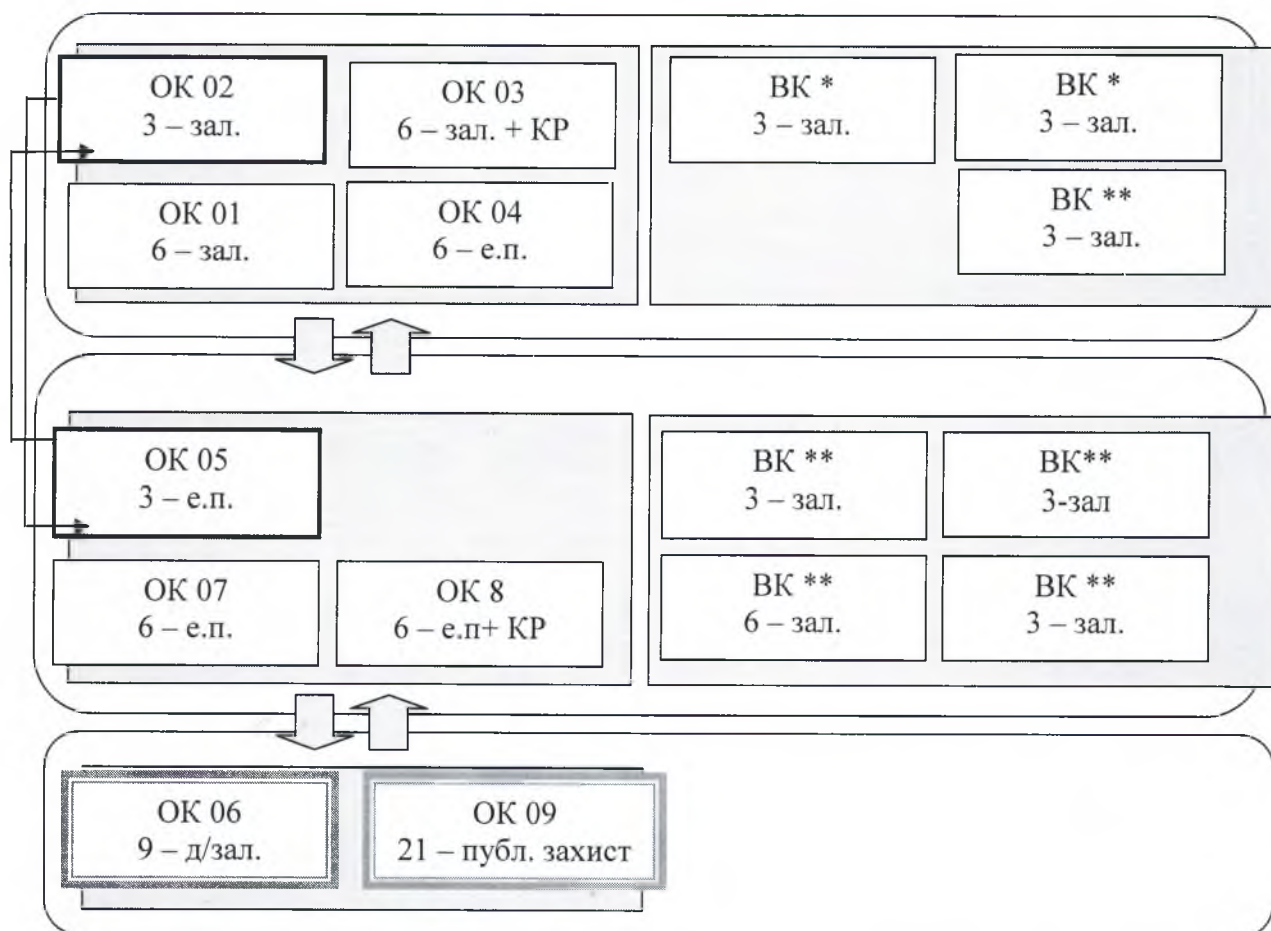 ОК 02
3 – зал.
ОК 03
6 – зал. + КР
ОК 01
6 – зал.
ОК 04
6 – е.п.
ВК *
3 – зал.
ВК *
3 – зал.
ВК **
3 – зал.
ОК 05
3 – е.п.
ОК 07
6 – е.п.
ОК 8
6 – е.п+ КР
ВК **
3 – зал.
ВК**
3-зал
ВК **
6 – зал.
ВК **
3 – зал.
ОК 06
9 – д/зал.
ОК 09
21 – публ. захист